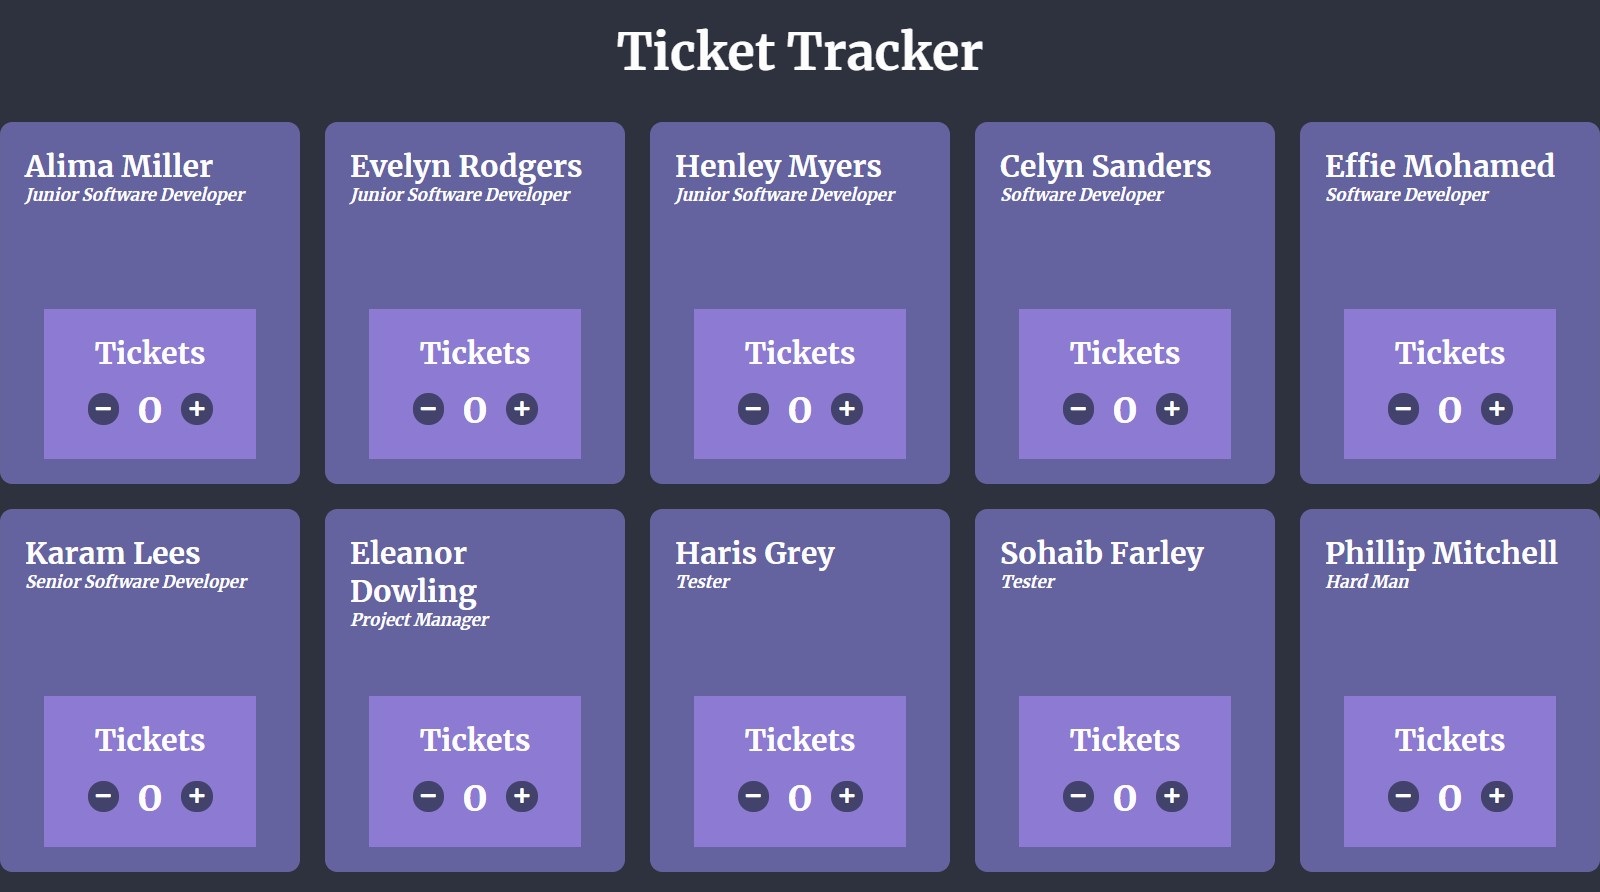 Ticket Tracker
Alima Miller
Junior Software Developer
Tickets
− 0 +
Evelyn Rodgers
Junior Software Developer
Tickets
− 0 +
Henley Myers
Junior Software Developer
Tickets
− 0 +
Celyn Sanders
Software Developer
Tickets
− 0 +
Effie Mohamed
Software Developer
Tickets
− 0 +
Karam Lees
Senior Software Developer
Tickets
− 0 +
Eleanor
Dowling
Project Manager
Tickets
− 0 +
Haris Grey
Tester
Tickets
− 0 +
Sohaib Farley
Tester
Tickets
− 0 +
Phillip Mitchell
Hard Man
Tickets
− 0 +